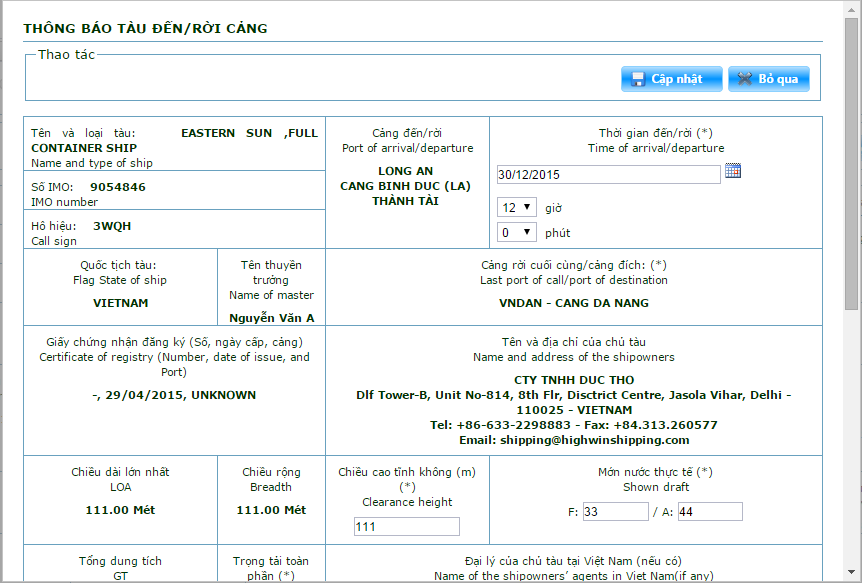 THÔNG BÁO TÀU ĐẾN/RỜI CẢNG
Thao tác
Cập nhật
Bỏ qua
Tên và loại tàu: EASTERN SUN ,FULL
CONTAINER SHIP
Name and type of ship
Số IMO: 9054846
IMO number
Hô hiệu: 3WQH
Call sign
Cảng đến/rời
Port of arrival/departure
LONG AN
CANG BINH DUC (LA)
THÀNH TÀI
Thời gian đến/rời (*)
Time of arrival/departure
30/12/2015
12 giờ
0 phút
Quốc tịch tàu:
Flag State of ship
VIETNAM
Tên thuyền
trưởng
Name of master
Nguyễn Văn A
Cảng rời cuối cùng/cảng đích: (*)
Last port of call/port of destination
VNDAN - CANG DA NANG
Giấy chứng nhận đăng ký (Số, ngày cấp, cảng)
Certificate of registry (Number, date of issue, and
Port)
-, 29/04/2015, UNKNOWN
Tên và địa chỉ của chủ tàu
Name and address of the shipowners
CTY TNHH DUC THO
Dlf Tower-B, Unit No-814, 8th Flr, Disctrict Centre, Jasola Vihar, Delhi -
110025 - VIETNAM
Tel: +86-633-2298883 - Fax: +84.313.260577
Email: shipping@highwinshipping.com
Chiều dài lớn nhất
LOA
111.00 Mét
Chiều rộng
Breadth
111.00 Mét
Chiều cao tĩnh không (m)
(*)
Clearance height
111
Mớn nước thực tế (*)
Shown draft
F: 33 / A: 44
Tổng dung tích
GT
Trọng tải toàn
phần (*)
Đại lý của chủ tàu tại Việt Nam (nếu có)
Name of the shipowners' agents in Viet Nam(if any)